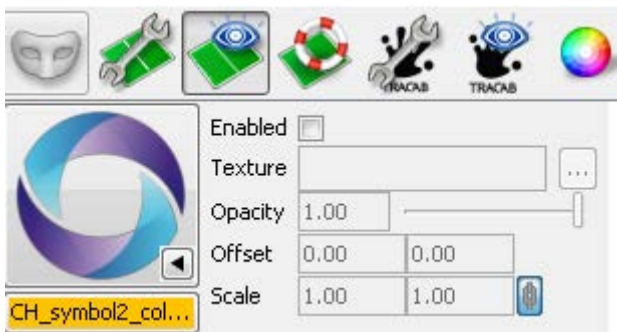 TRACAB TRACAB
Enabled
Texture ...
Opacity 1.00
Offset 0.00 0.00
Scale 1.00 1.00
CH_symbol2_col...